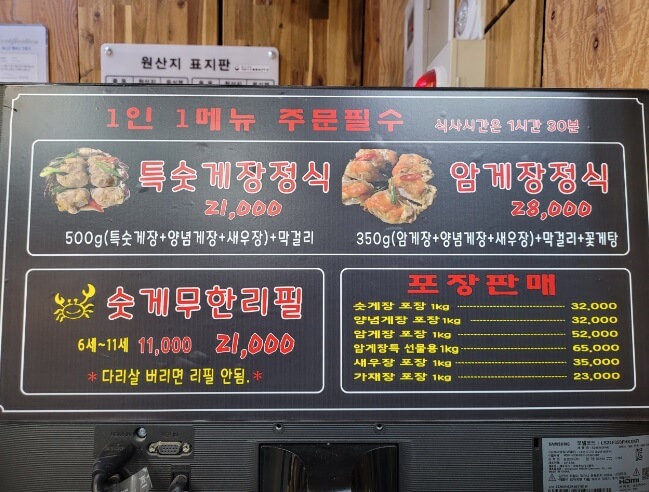 원산지 표지판
1인 1메뉴 주문필수 식사시간은 1시간 30분
특숫게장정식
21,000
500g(특숫게장+양념게장+새우장)+막걸리
암게장정식
28,000
350g(암게장+양념게장+새우장)+막걸리+꽃게탕
숫게무한리필
6세~11세 11,000 21,000
*다리살 버리면 리필 안됨.*
포장판매
숫게장 포장 1kg 32,000
양념게장 포장 1kg 32,000
암게장 포장 1kg 52,000
암게장특 선물용 1kg 65,000
새우장 포장 1kg 35,000
가재장 포장 1kg 23,000
SAMSUNG
HDMI